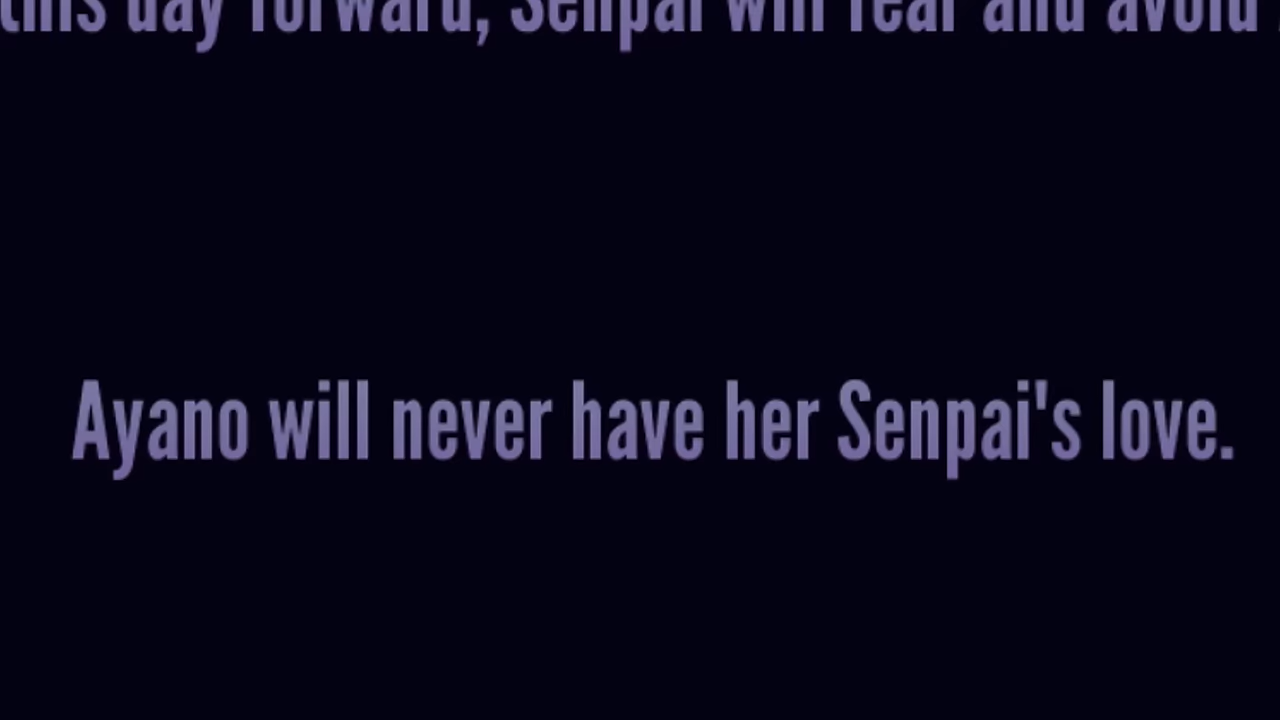 this day forward, Senpai will fear and avoid
Ayano will never have her Senpai's love.